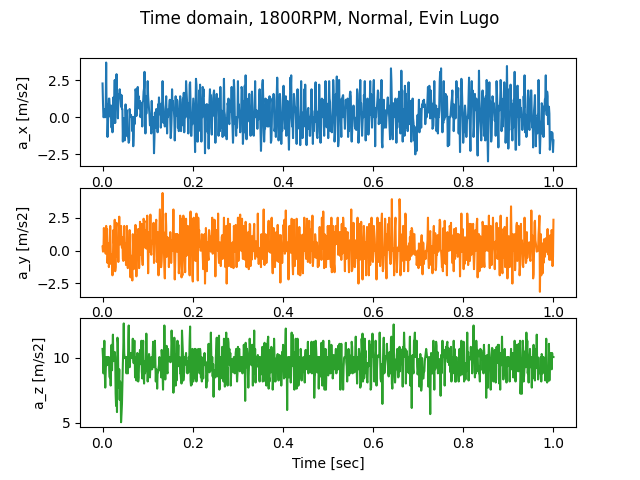 Time domain, 1800RPM, Normal, Evin Lugo
a_x [m/s2]
2.5
0.0
−2.5
0.0 0.2 0.4 0.6 0.8 1.0
a_y [m/s2]
2.5
0.0
−2.5
0.0 0.2 0.4 0.6 0.8 1.0
a_z [m/s2]
10
5
0.0 0.2 0.4 0.6 0.8 1.0
Time [sec]